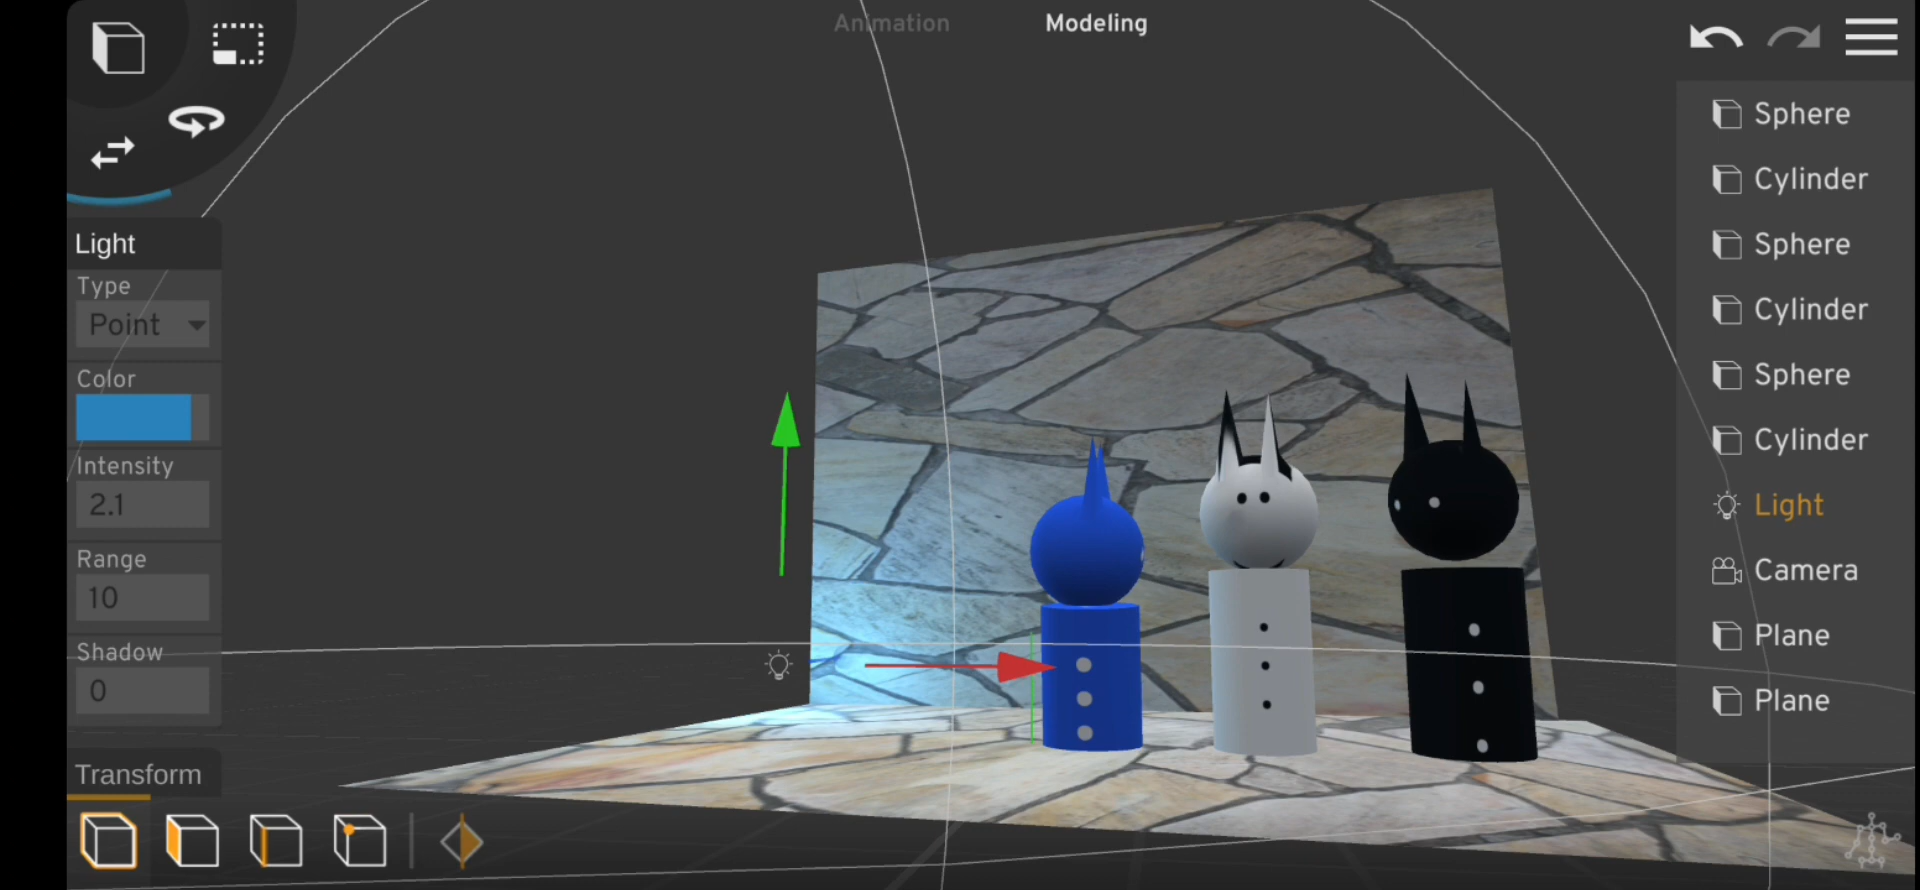 Animation
Modeling
Light
Type
Point
Color
Intensity
2.1
Range
10
Shadow
0
Transform
Sphere
Cylinder
Sphere
Cylinder
Sphere
Cylinder
Light
Camera
Plane
Plane